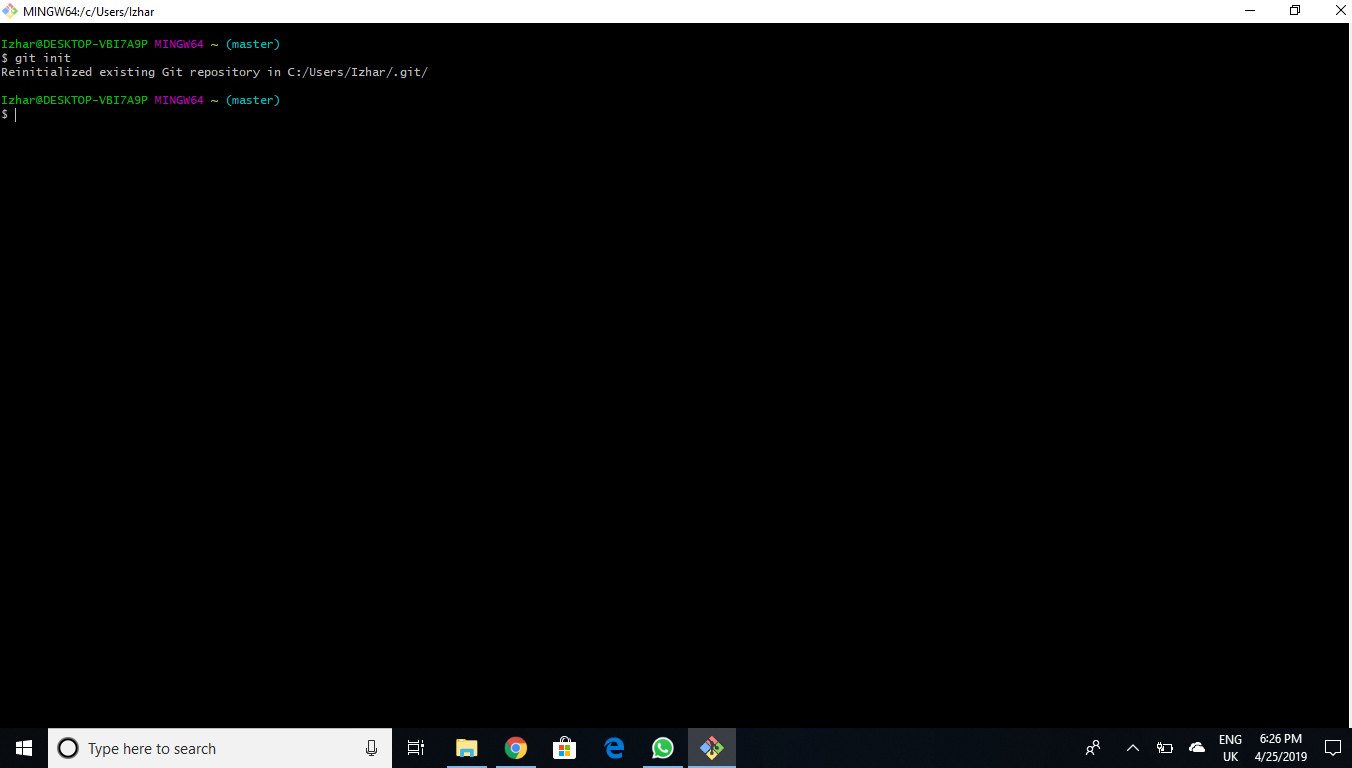 MINGW64:/c/Users/Izhar
Izhar@DESKTOP-VBI7A9P MINGW64 ~ (master)
$ git init
Reinitialized existing Git repository in C:/Users/Izhar/.git/
Izhar@DESKTOP-VBI7A9P MINGW64 ~ (master)
$
Type here to search
ENG
UK
6:26 PM
4/25/2019